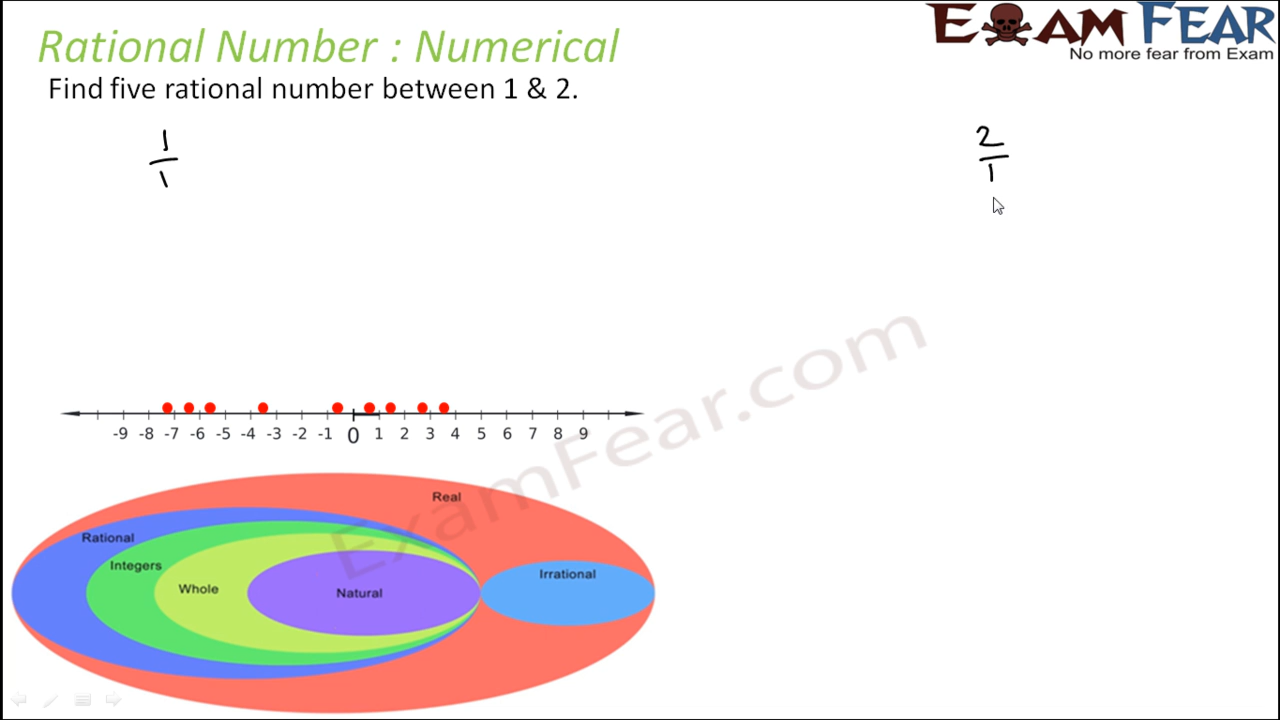 EXAM FEAR
No more fear from Exam
Rational Number : Numerical
Find five rational number between 1 & 2.
1
1
2
1
-9 -8 -7 -6 -5 -4 -3 -2 -1 0 1 2 3 4 5 6 7 8 9
ExamFear.com
Real
Rational
Integers
Whole
Natural
Irrational